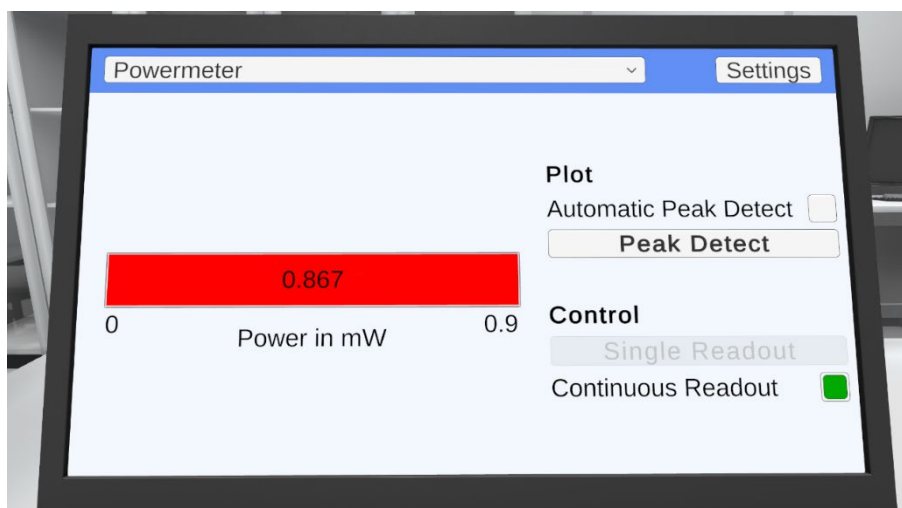 Powermeter
Settings
Plot
Automatic Peak Detect
Peak Detect
0.867
0
Power in mW
0.9
Control
Single Readout
Continuous Readout